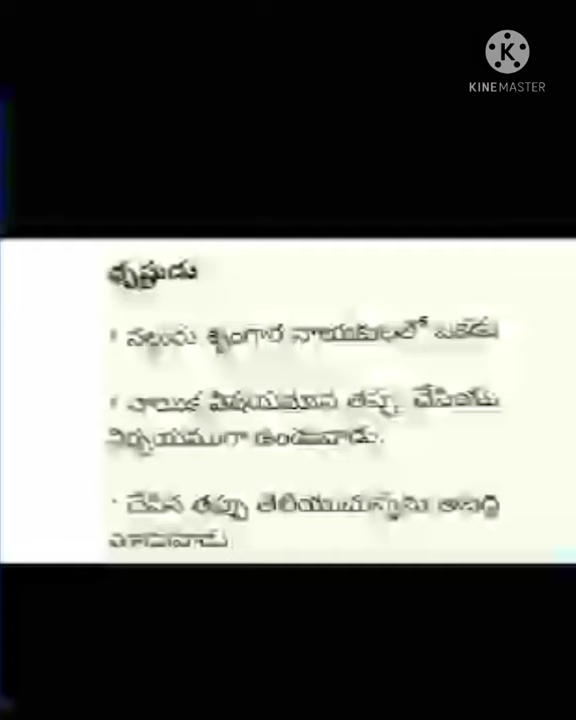 KINEMASTER
ధృష్టుడు
నలుగురు శృంగార నాయకులలో ఒకడు
నాయిక విషయమున తప్పు చేసియు
నిర్భయముగా ఉండువాడు.
చేసిన తప్పు తెలియుచున్నను